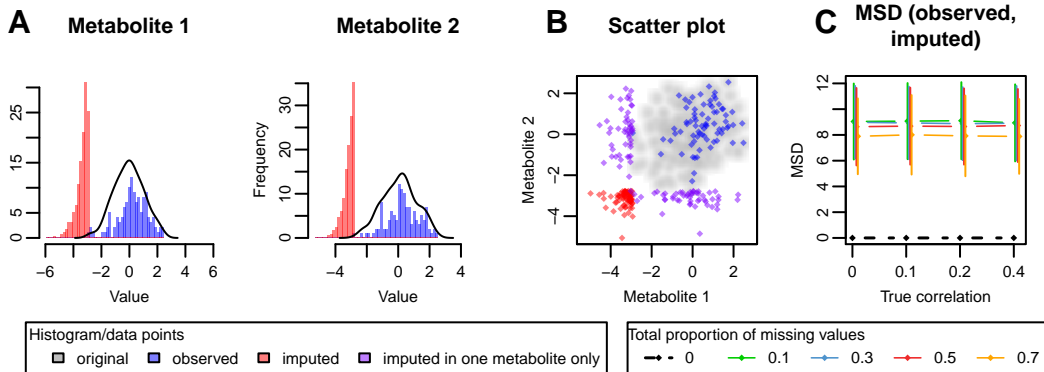 A
Metabolite 1
Metabolite 2
B
Scatter plot
C
MSD (observed,
imputed)
0
5
15
25
−6
−4
−2
0
2
4
6
Value
Frequency
0
10
20
30
−4
−2
0
2
4
Value
Metabolite 2
−4
−2
0
2
−4
−2
0
2
Metabolite 1
MSD
0
2
4
6
8
12
0
0.1
0.2
0.4
True correlation
Histogram/data points
original observed imputed imputed in one metabolite only
Total proportion of missing values
0 0.1 0.3 0.5 0.7